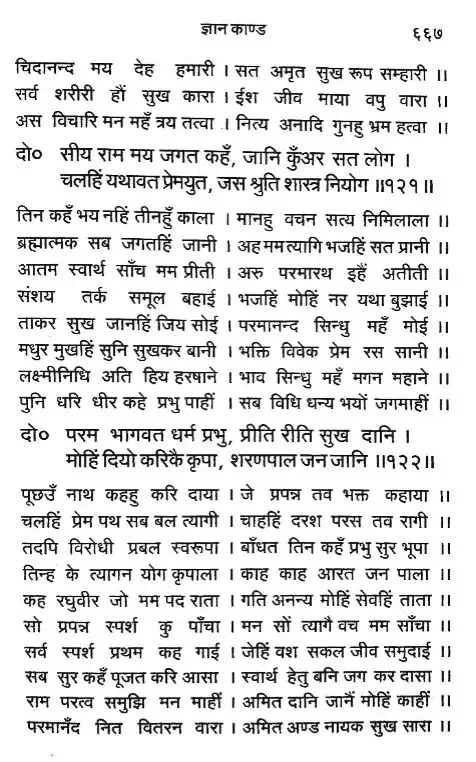 ज्ञान काण्ड ६६७
चिदानन्द मय देह हमारी । सत अमृत सुख रूप सम्हारी ।।
सर्व शरीरी हौं सुख कारा । ईश जीव माया वपु वारा ।।
अस विचारि मन महँ त्रय तत्वा । नित्य अनादि गुनहु भ्रम हत्वा ।।
दो० सीय राम मय जगत कहँ, जानि कुँअर सत लोग ।
चलहिं यथावत प्रेमयुत, जस श्रुति शास्त्र नियोग ।।१२१।।
तिन कहँ भय नहिं तीनहुँ काला । मानहु वचन सत्य निमिलाला ।।
ब्रह्मात्मक सब जगतहिं जानी । अह मम त्यागि भजहिं सत प्रानी ।।
आतम स्वार्थ साँच मम प्रीती । अरु परमारथ इहैं अतीती ।।
संशय तर्क समूल बहाई । भजहिं मोहिं नर यथा बुझाई ।।
ताकर सुख जानहिं जिय सोई । परमानन्द सिन्धु महँ मोई ।।
मधुर मुखहिं सुनि सुखकर बानी । भक्ति विवेक प्रेम रस सानी ।।
लक्ष्मीनिधि अति हिय हरषाने । भाव सिन्धु महँ मगन महाने ।।
पुनि धरि धीर कहे प्रभु पाहीं । सब विधि धन्य भयों जगमाहीं ।।
दो० परम भागवत धर्म प्रभु, प्रीति रीति सुख दानि ।
मोहिं दियो करिकै कृपा, शरणपाल जन जानि ।।१२२।।
पूछउँ नाथ कहहु करि दाया । जे प्रपन्न तव भक्त कहाया ।।
चलहिं प्रेम पथ सब बल त्यागी । चाहहिं दरश परस तव रागी ।।
तदपि विरोधी प्रबल स्वरूपा । बाँधत तिन कहँ प्रभु सुर भूपा ।।
तिन्ह के त्यागन योग कृपाला । काह काह आरत जन पाला ।।
कह रघुवीर जो मम पद राता । गति अनन्य मोहिं सेवहिं ताता ।।
सो प्रपन्न स्पर्श कु पाँचा । मन सों त्यागै वच मम साँचा ।।
सर्व स्पर्श प्रथम कह गाई । जेहिं वश सकल जीव समुदाई ।।
सब सुर कहँ पूजत करि आसा । स्वार्थ हेतु बनि जग कर दासा ।।
राम परत्व समुझि मन माहीं । अमित दानि जानैं मोहिं काहीं ।।
परमानँद नित वितरन वारा । अमित अण्ड नायक सुख सारा ।।